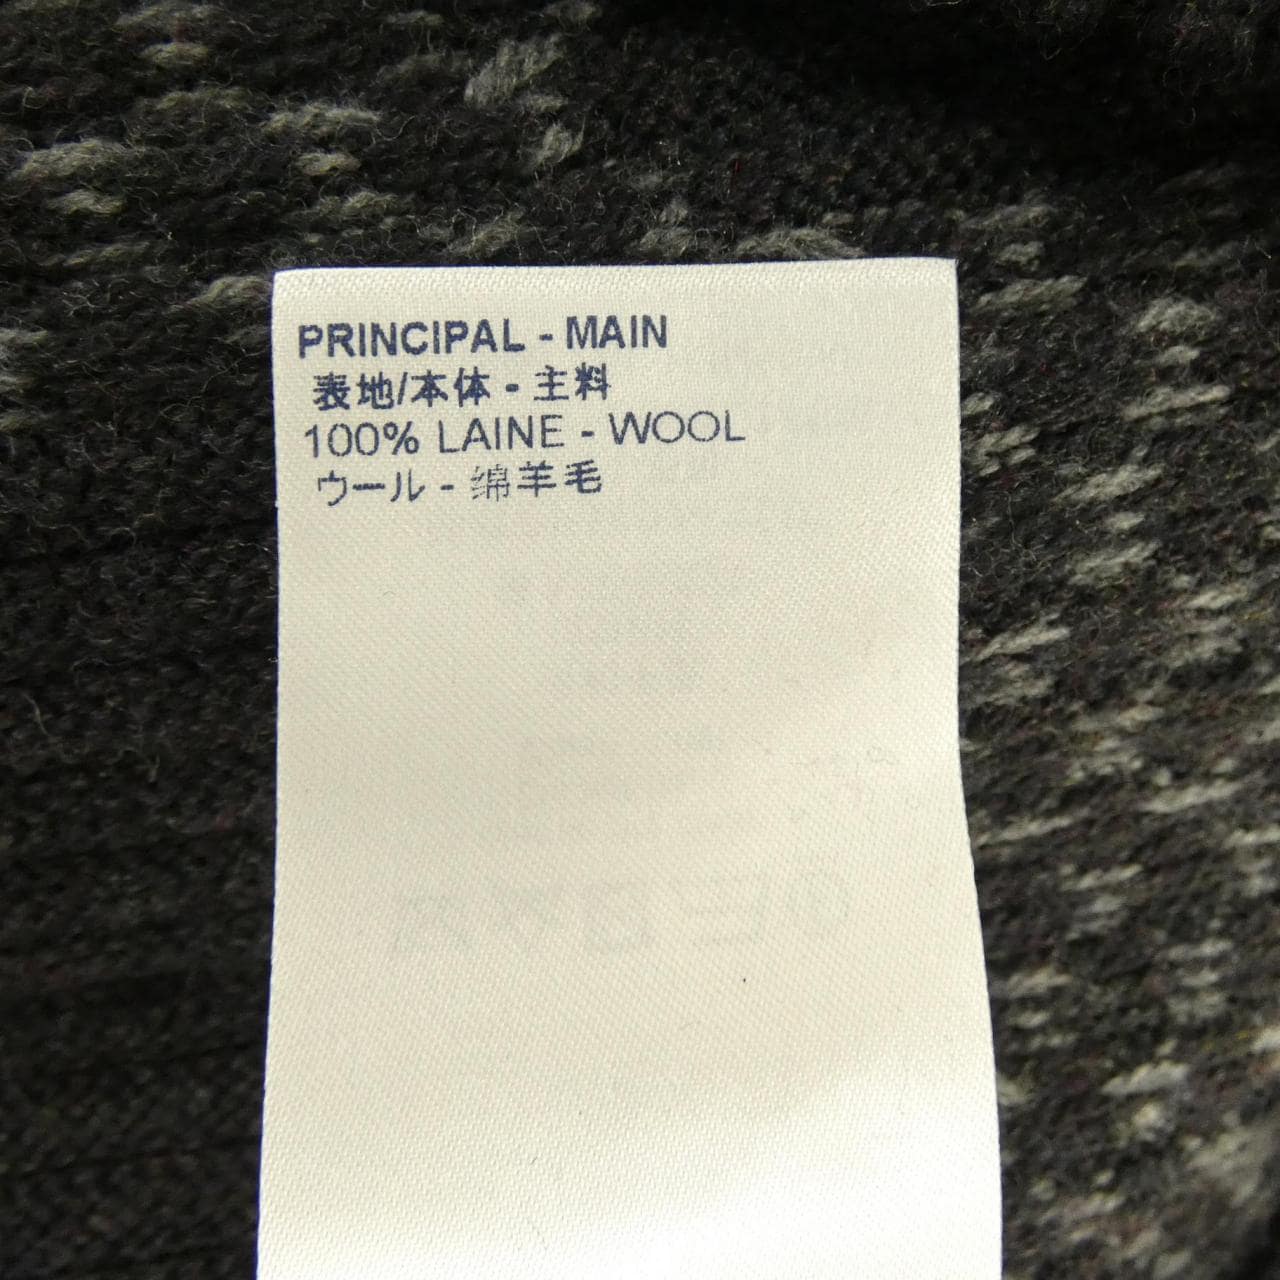 PRINCIPAL - MAIN
表地/本体 - 主料
100% LAINE - WOOL
ウール - 绵羊毛